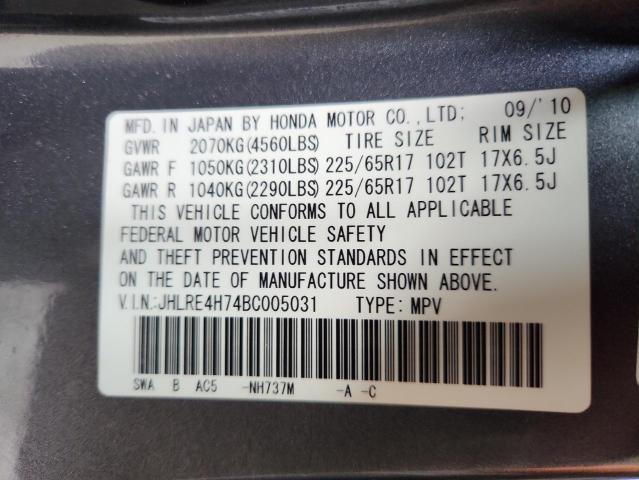 MFD. IN JAPAN BY HONDA MOTOR CO.,LTD; 09/'10
GVWR 2070KG(4560LBS) TIRE SIZE RIM SIZE
GAWR F 1050KG(2310LBS) 225/65R17 102T 17X6.5J
GAWR R 1040KG(2290LBS) 225/65R17 102T 17X6.5J
THIS VEHICLE CONFORMS TO ALL APPLICABLE
FEDERAL MOTOR VEHICLE SAFETY
AND THEFT PREVENTION STANDARDS IN EFFECT
ON THE DATE OF MANUFACTURE SHOWN ABOVE.
V.I.N.:JHLRE4H74BC005031 TYPE: MPV
SWA B AC5 -NH737M -A -C